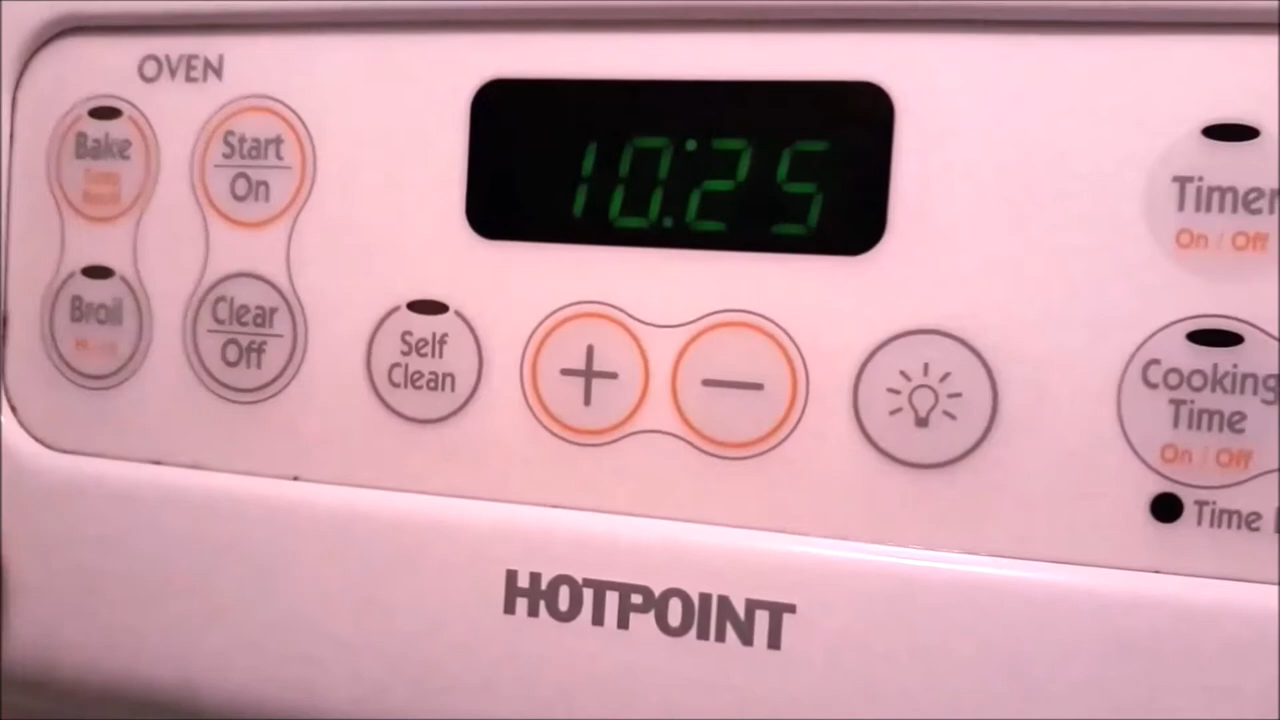 OVEN
Bake
Start
On
10:25
Timer
On / Off
Broil
Clear
Off
Self
Clean
+
−
Cooking
Time
On / Off
Time
HOTPOINT